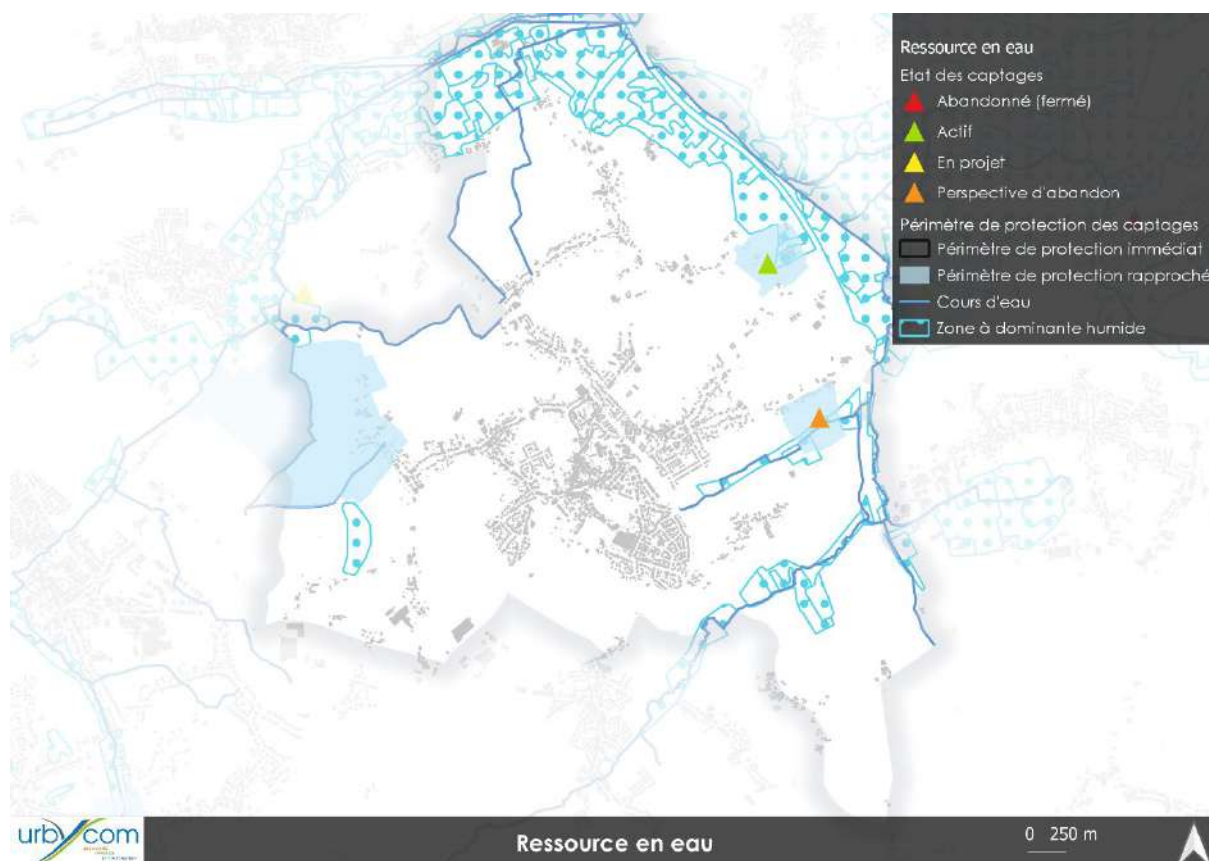 Ressource en eau
Etat des captages
Abandonné (fermé)
Actif
En projet
Perspective d'abandon
Périmètre de protection des captages
Périmètre de protection immédiat
Périmètre de protection rapproché
Cours d'eau
Zone à dominante humide
urbycom
Ressource en eau
0 250 m